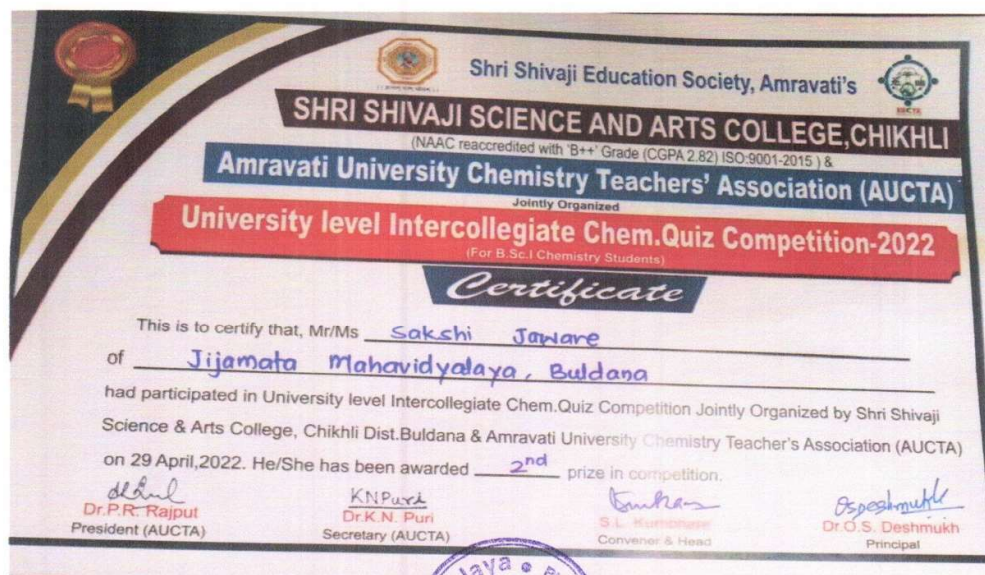 Shri Shivaji Education Society, Amravati's
SHRI SHIVAJI SCIENCE AND ARTS COLLEGE,CHIKHLI
(NAAC reaccredited with 'B++' Grade (CGPA 2.82) ISO:9001-2015 ) &
Amravati University Chemistry Teachers' Association (AUCTA)
Jointly Organized
University level Intercollegiate Chem.Quiz Competition-2022
(For B.Sc.I Chemistry Students)
Certificate
This is to certify that, Mr/Ms Sakshi Jaware
of Jijamata Mahavidyalaya, Buldana
had participated in University level Intercollegiate Chem.Quiz Competition Jointly Organized by Shri Shivaji
Science & Arts College, Chikhli Dist.Buldana & Amravati University Chemistry Teacher's Association (AUCTA)
on 29 April,2022. He/She has been awarded 2nd prize in competition.
KNPuri
Dr.P.R. Rajput Dr.K.N. Puri S.L. Dr.O.S. Deshmukh
President (AUCTA) Secretary (AUCTA) Convenor & Head Principal